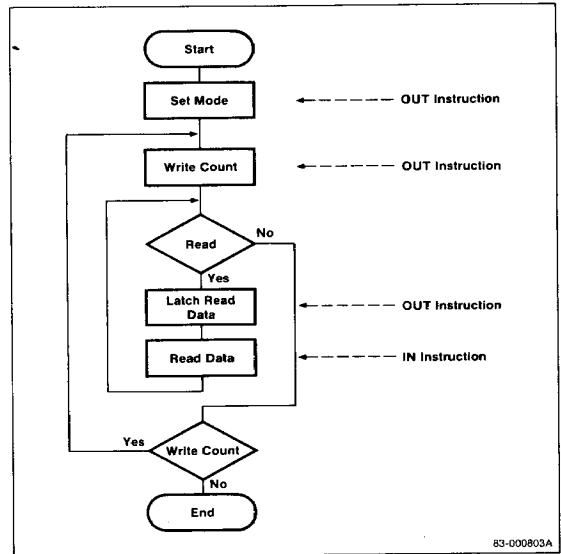 Start
Set Mode
OUT Instruction
Write Count
OUT Instruction
Read
No
Yes
Latch Read
Data
OUT Instruction
Read Data
IN Instruction
Yes
Write Count
No
End
83-000803A